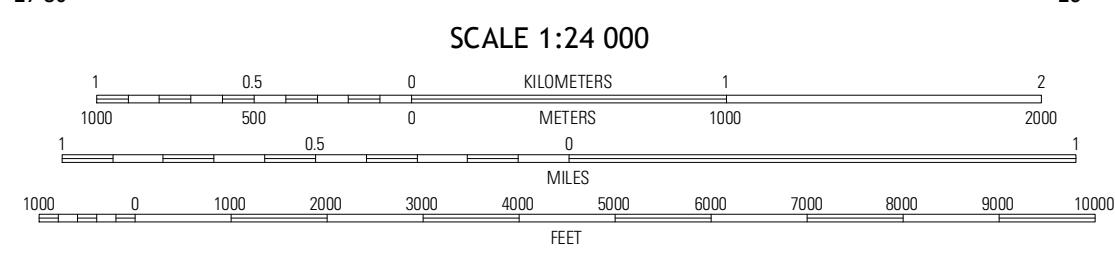 SCALE 1:24 000
1 0.5 0 KILOMETERS 1 2
1000 500 0 METERS 1000 2000
1 0.5 0 1
MILES
1000 0 1000 2000 3000 4000 5000 6000 7000 8000 9000 10000
FEET